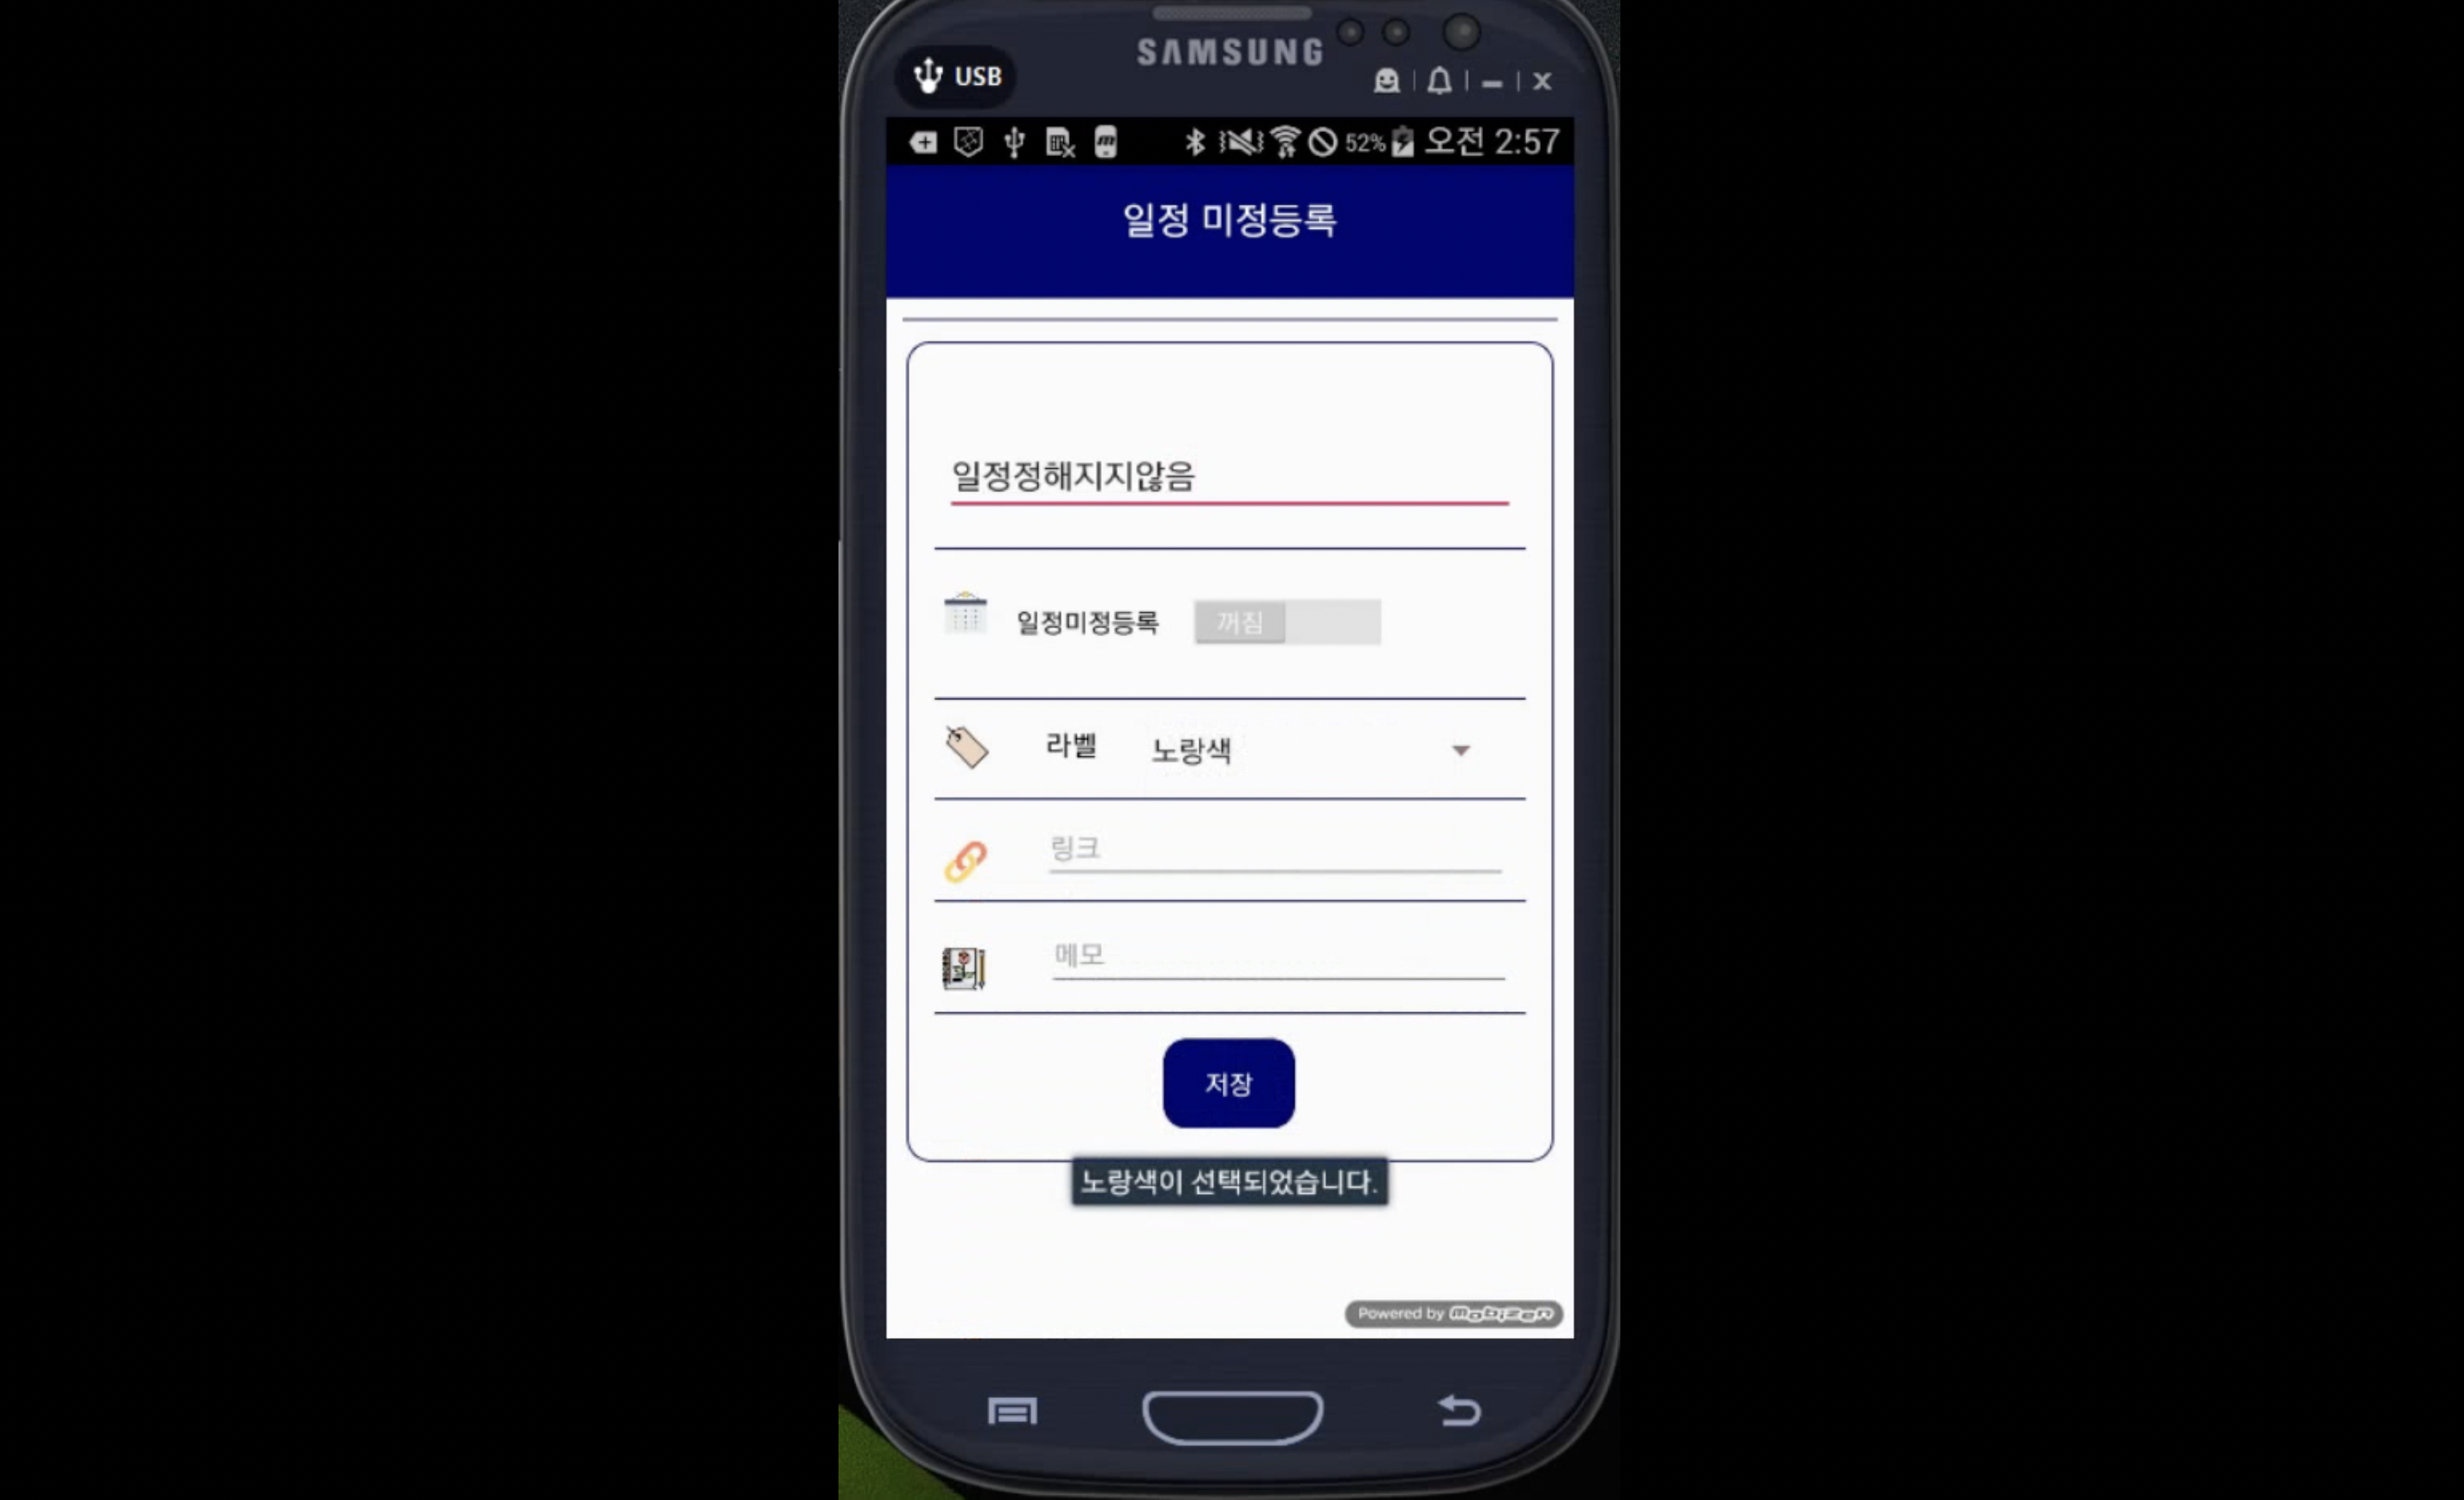 SAMSUNG
USB
52% 오전 2:57
일정 미정등록
일정정해지지않음
일정미정등록 꺼짐
라벨 노랑색
링크
메모
저장
노랑색이 선택되었습니다.
Powered by Mobizen